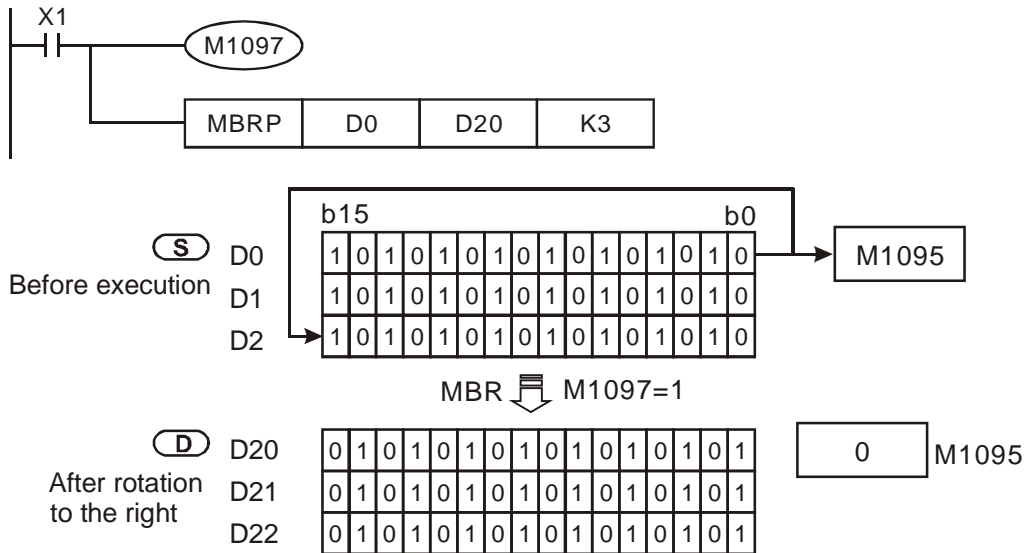 X1
M1097
MBRP D0 D20 K3
b15 b0
S D0 1 0 1 0 1 0 1 0 1 0 1 0 1 0 1 0 M1095
Before execution D1 1 0 1 0 1 0 1 0 1 0 1 0 1 0 1 0
D2 1 0 1 0 1 0 1 0 1 0 1 0 1 0 1 0
MBR M1097=1
D D20 0 1 0 1 0 1 0 1 0 1 0 1 0 1 0 1 0 M1095
After rotation D21 0 1 0 1 0 1 0 1 0 1 0 1 0 1 0 1
to the right D22 0 1 0 1 0 1 0 1 0 1 0 1 0 1 0 1